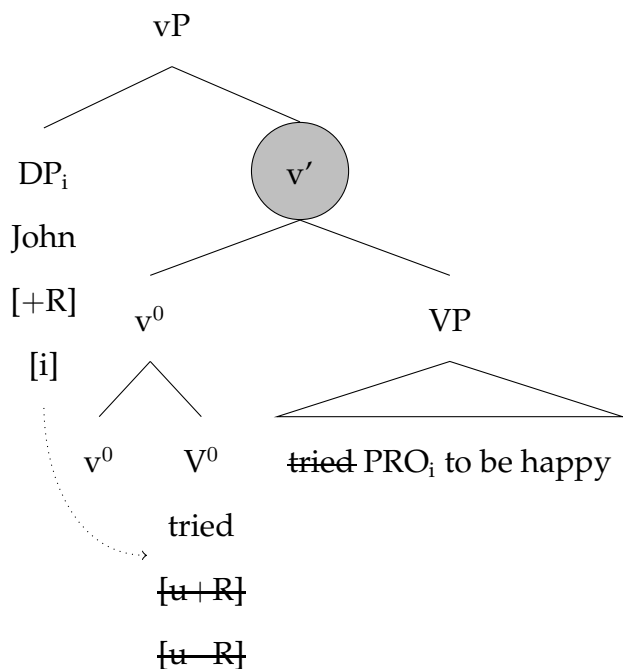 vP
DPᵢ
v′
John
[+R]
v⁰
VP
[i]
v⁰
V⁰
tried PROᵢ to be happy
tried
[u+R]
[u−R]